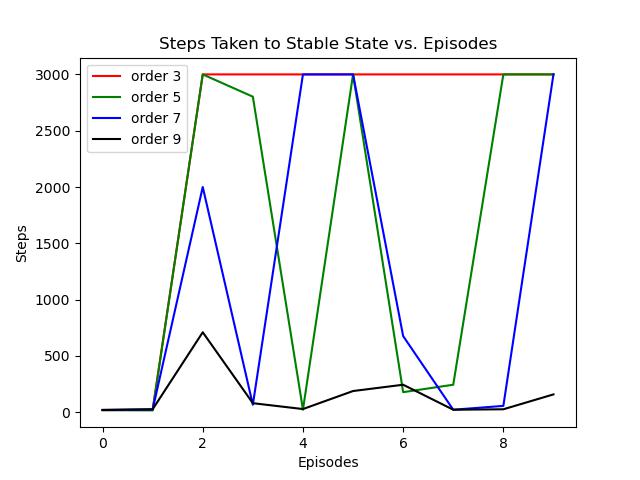 Steps Taken to Stable State vs. Episodes
order 3
order 5
order 7
order 9
3000
2500
2000
1500
1000
500
0
Steps
0 2 4 6 8
Episodes